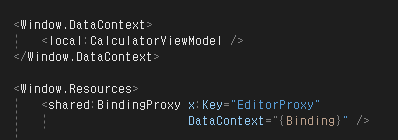 <Window.DataContext>
<local:CalculatorViewModel />
</Window.DataContext>
<Window.Resources>
<shared:BindingProxy x:Key="EditorProxy"
DataContext="{Binding}" />